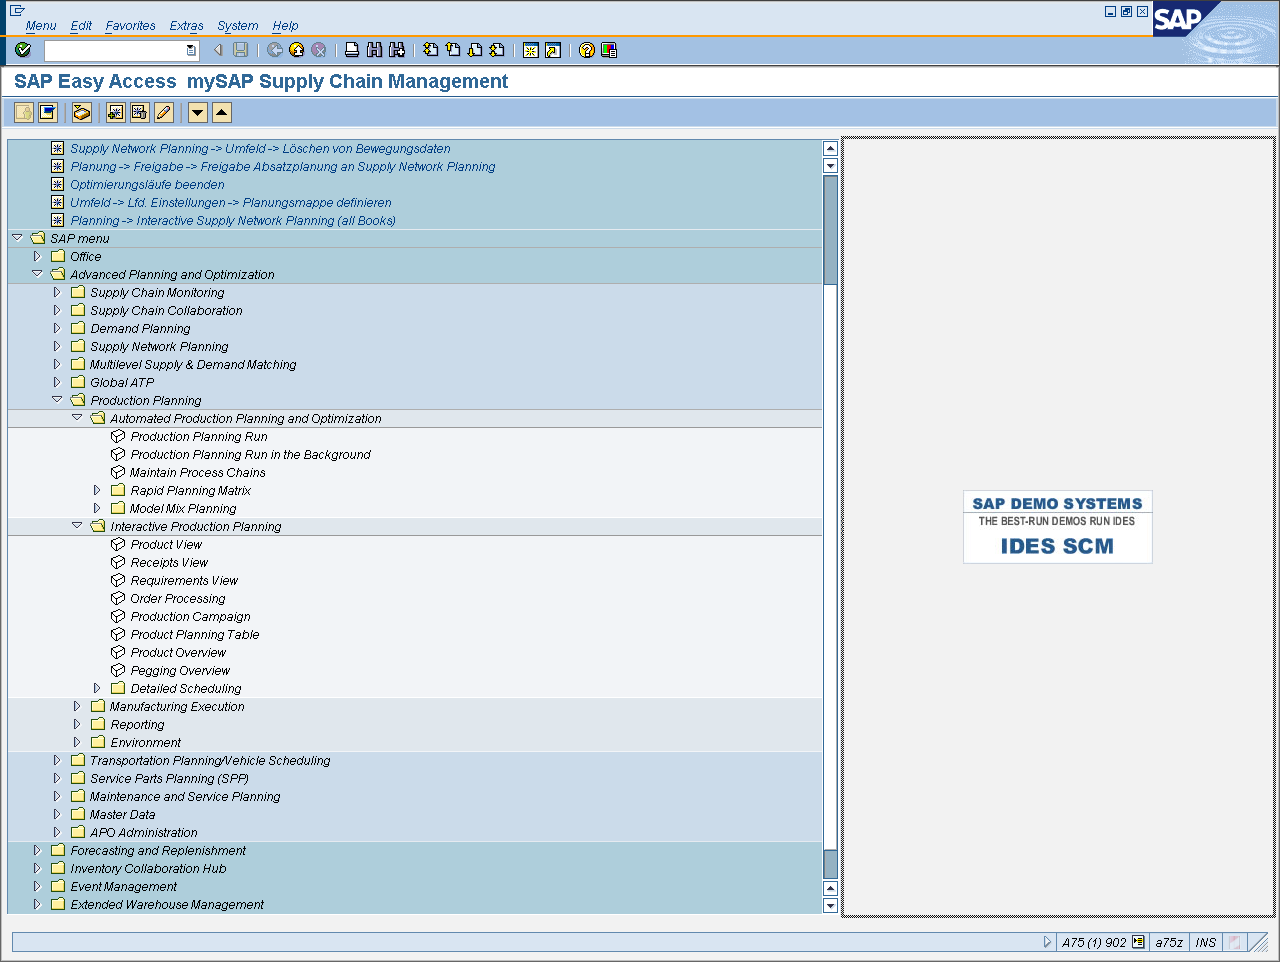 Menu Edit Favorites Extras System Help
SAP
SAP Easy Access mySAP Supply Chain Management
Supply Network Planning -> Umfeld -> Löschen von Bewegungsdaten
Planung -> Freigabe -> Freigabe Absatzplanung an Supply Network Planning
Optimierungsläufe beenden
Umfeld -> Lfd. Einstellungen -> Planungsmappe definieren
Planning -> Interactive Supply Network Planning (all Books)
SAP menu
Office
Advanced Planning and Optimization
Supply Chain Monitoring
Supply Chain Collaboration
Demand Planning
Supply Network Planning
Multilevel Supply & Demand Matching
Global ATP
Production Planning
Automated Production Planning and Optimization
Production Planning Run
Production Planning Run in the Background
Maintain Process Chains
Rapid Planning Matrix
Model Mix Planning
Interactive Production Planning
Product View
Receipts View
Requirements View
Order Processing
Production Campaign
Product Planning Table
Product Overview
Pegging Overview
Detailed Scheduling
Manufacturing Execution
Reporting
Environment
Transportation Planning/Vehicle Scheduling
Service Parts Planning (SPP)
Maintenance and Service Planning
Master Data
APO Administration
Forecasting and Replenishment
Inventory Collaboration Hub
Event Management
Extended Warehouse Management
SAP DEMO SYSTEMS
THE BEST-RUN DEMOS RUN IDES
IDES SCM
A75 (1) 902 a75z INS